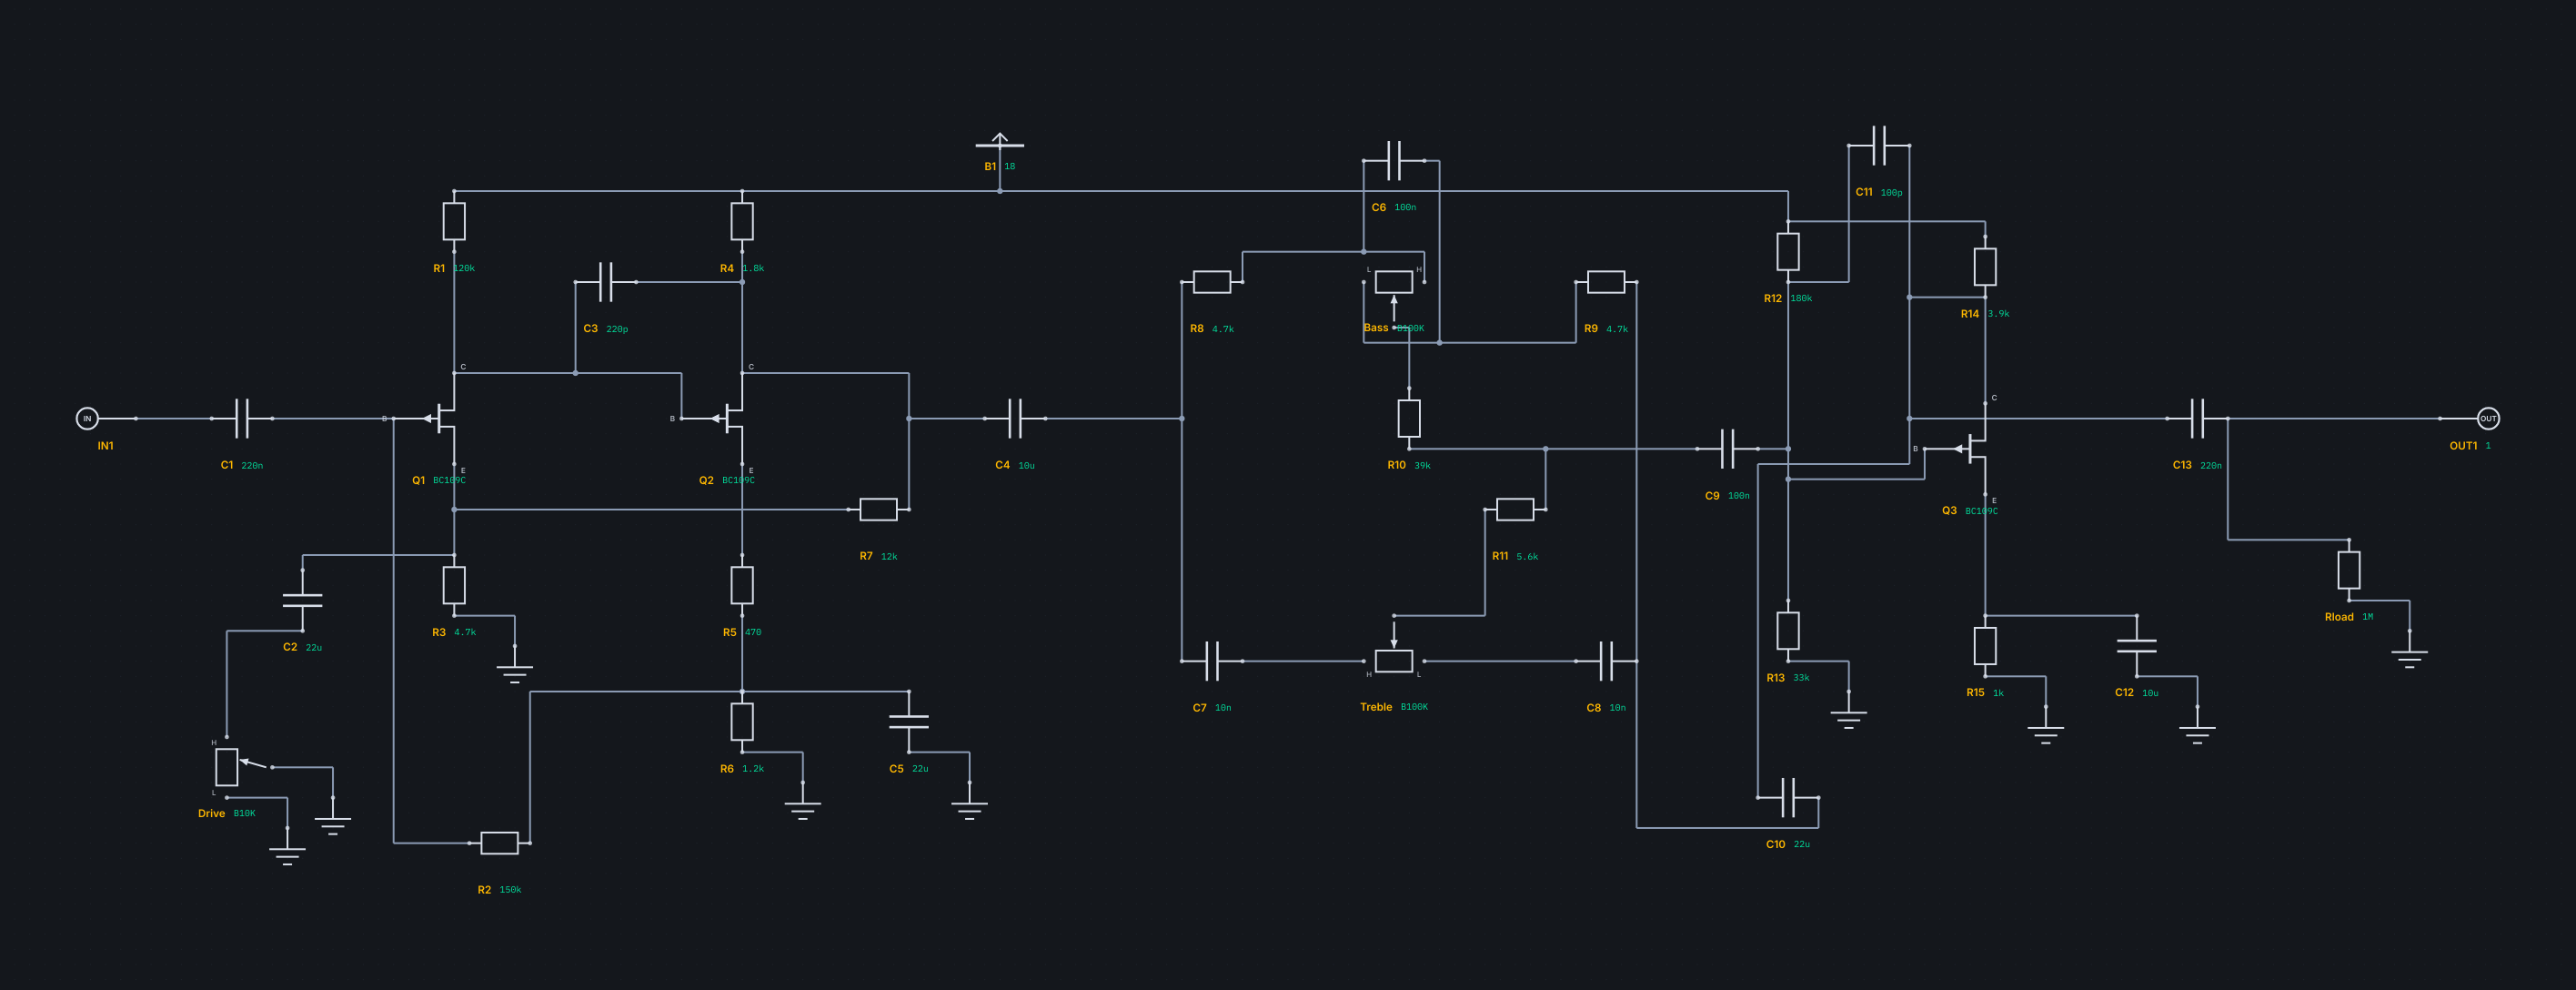 B1 18
C11 100p
C6 100n
R1 120k
R4 1.8k
L H
R12 180k
R14 3.9k
C3 220p
R8 4.7k
Bass B100K
R9 4.7k
C
C
C
IN
B
B
OUT
IN1
OUT1 1
B
C1 220n
E
E
C4 10u
R10 39k
C13 220n
Q1 BC109C
Q2 BC109C
C9 100n
E
Q3 BC109C
R7 12k
R11 5.6k
Rload 1M
R3 4.7k
R5 470
C2 22u
H L
R13 33k
R15 1k
C12 10u
C7 10n
Treble B100K
C8 10n
H
R6 1.2k
C5 22u
L
Drive B10K
C10 22u
R2 150k